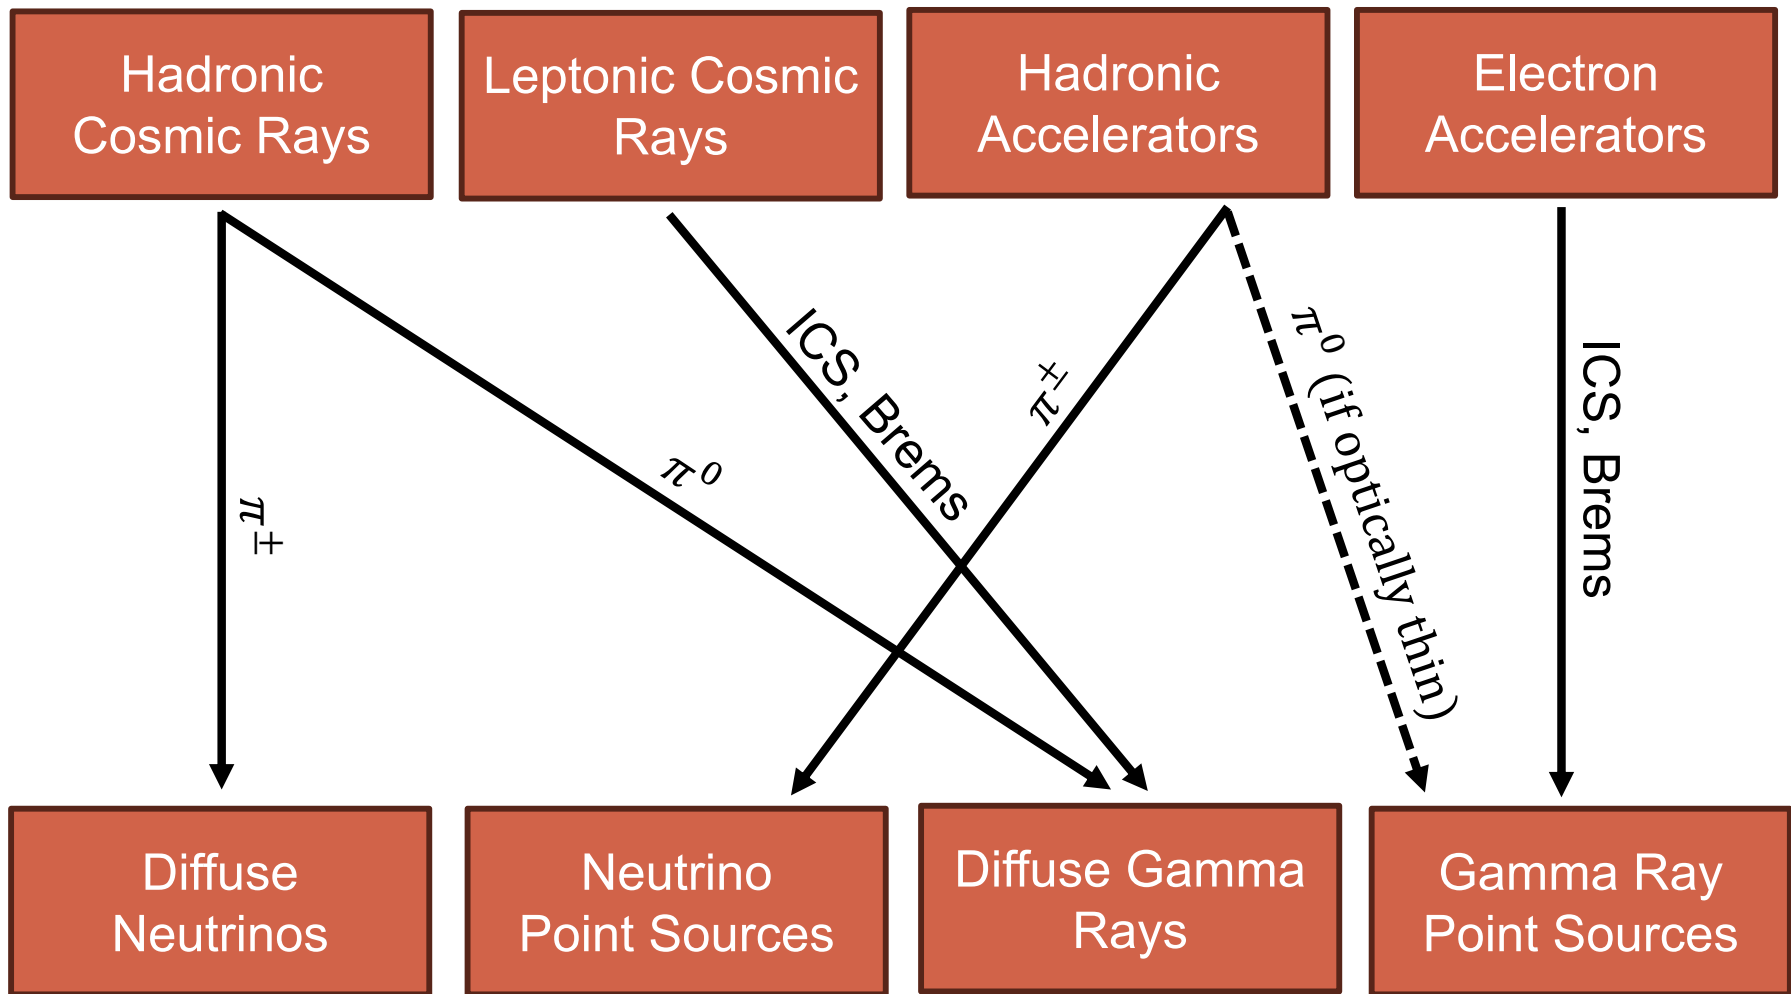 Hadronic
Cosmic Rays
Leptonic Cosmic
Rays
Hadronic
Accelerators
Electron
Accelerators
π±
π⁰
ICS, Brems
π±
π⁰ (if optically thin)
ICS, Brems
Diffuse
Neutrinos
Neutrino
Point Sources
Diffuse Gamma
Rays
Gamma Ray
Point Sources